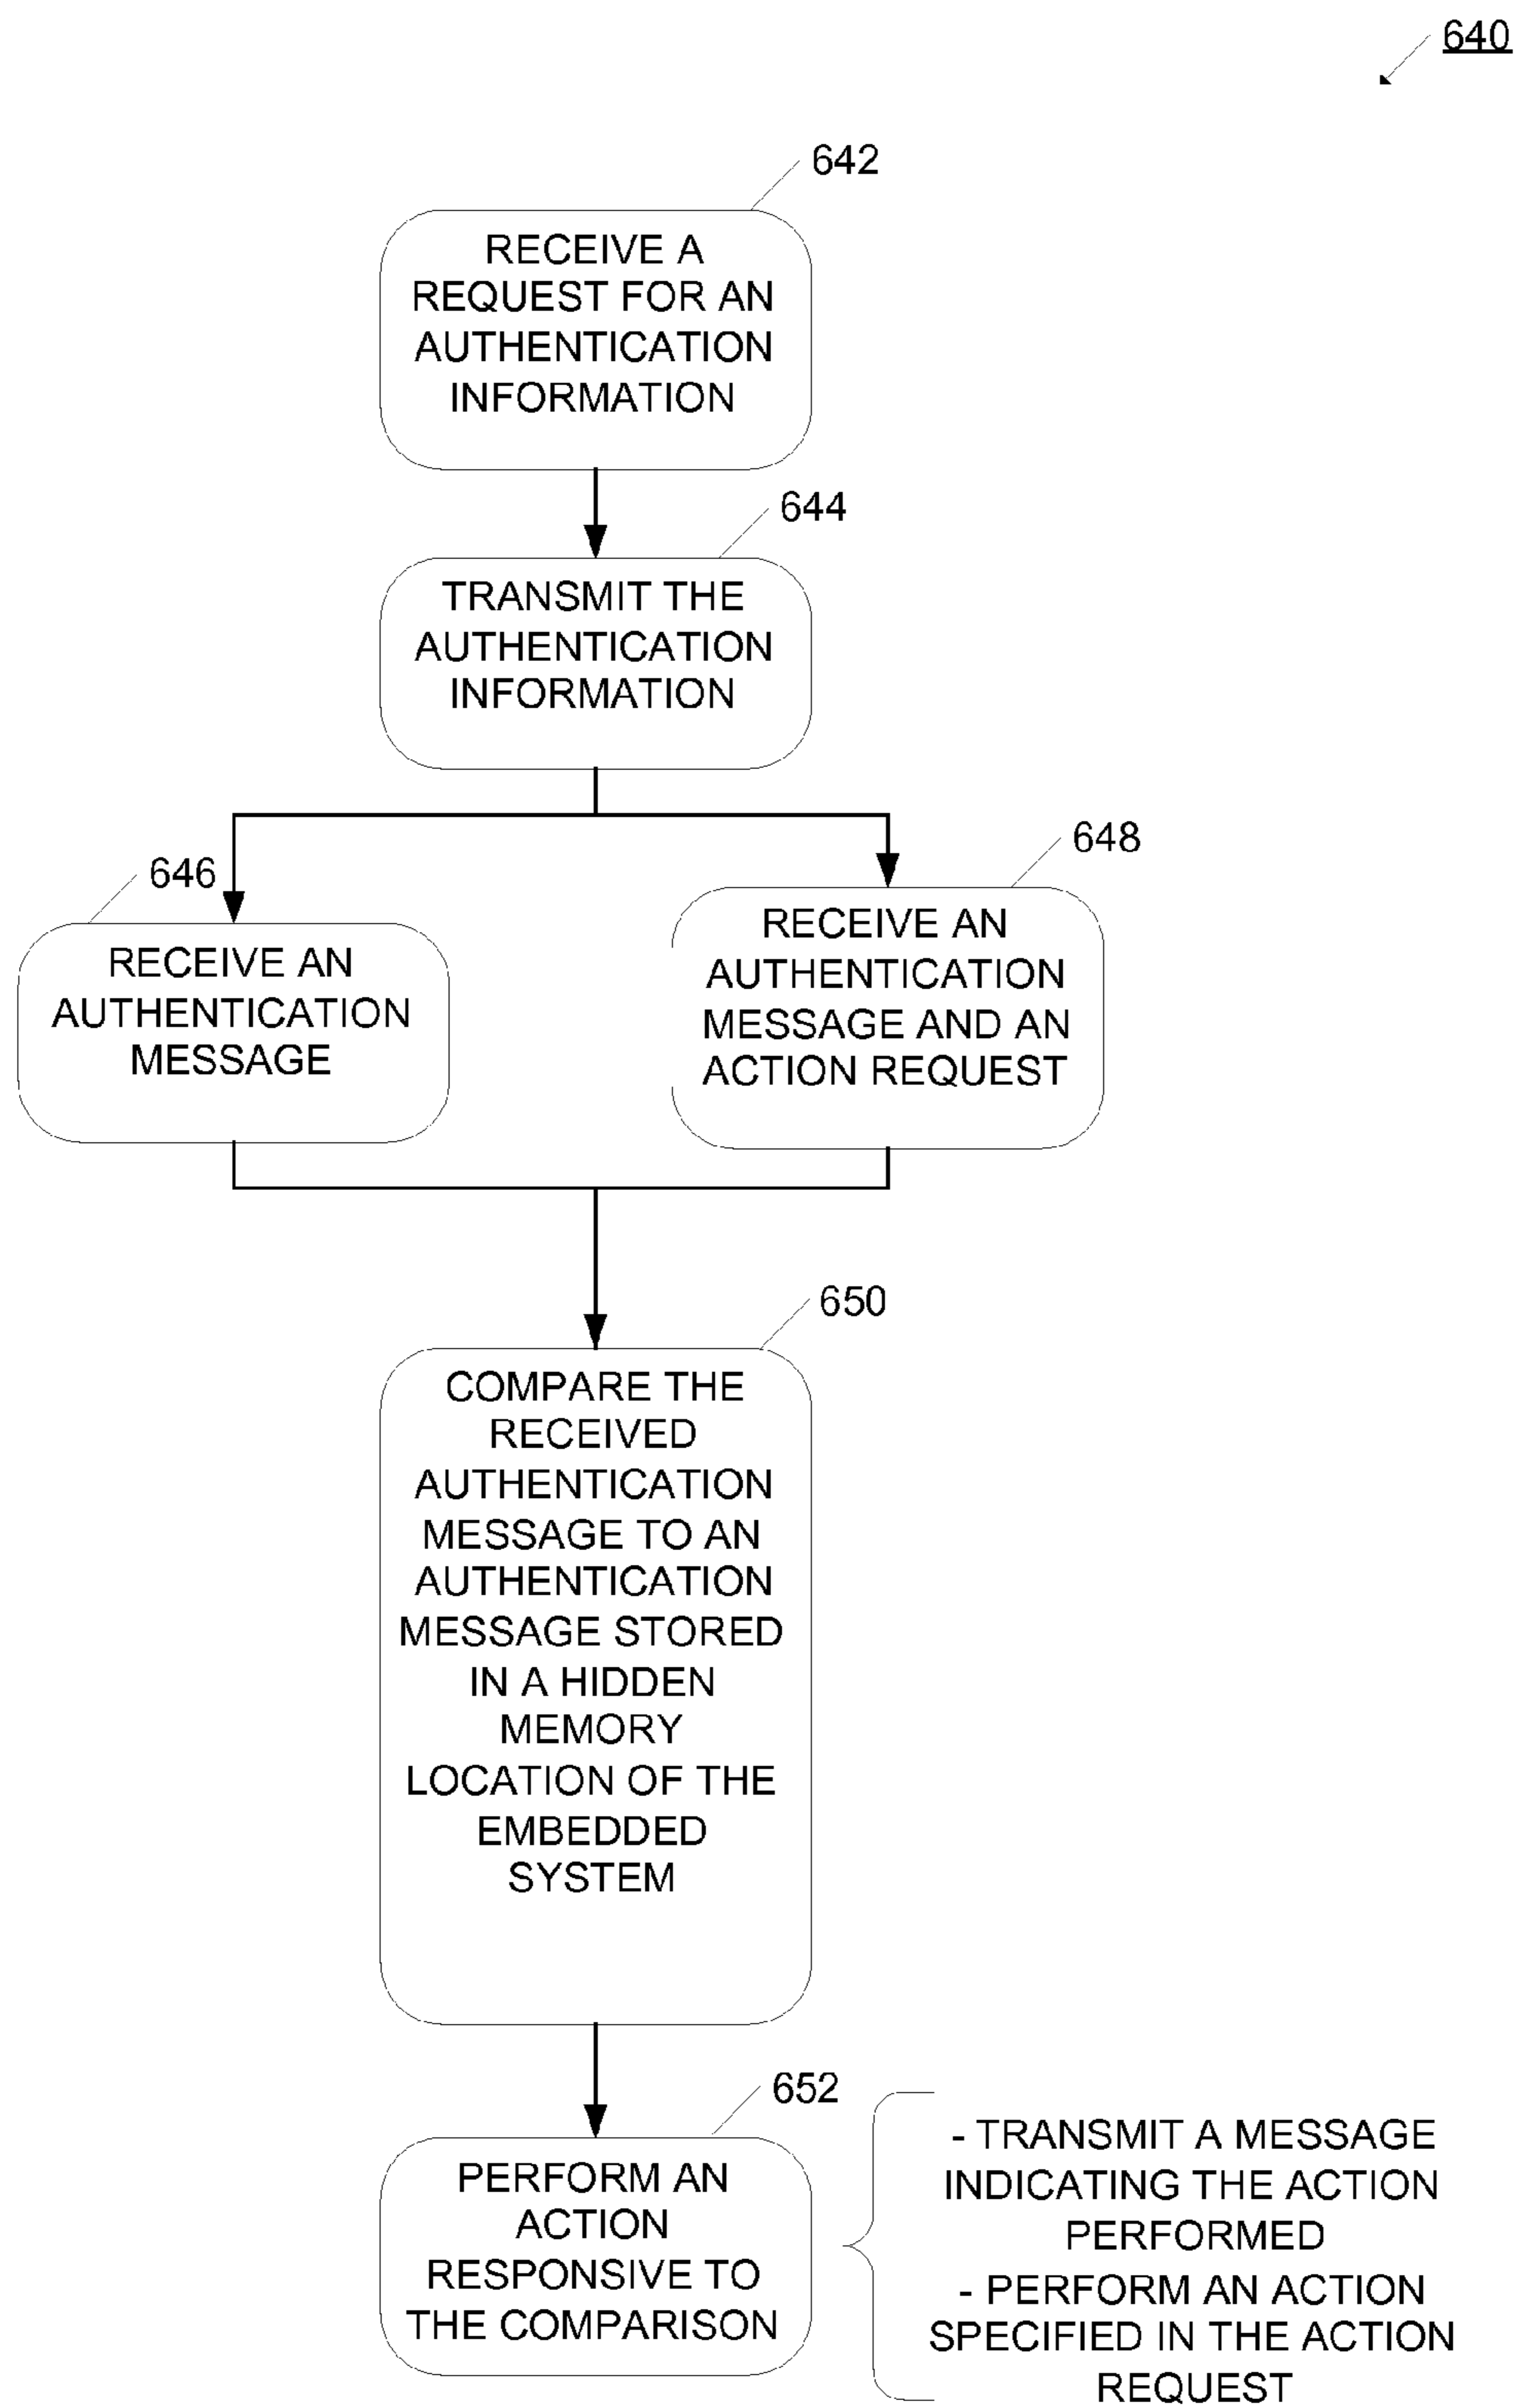 640
642
RECEIVE A
REQUEST FOR AN
AUTHENTICATION
INFORMATION
644
TRANSMIT THE
AUTHENTICATION
INFORMATION
646
RECEIVE AN
AUTHENTICATION
MESSAGE
648
RECEIVE AN
AUTHENTICATION
MESSAGE AND AN
ACTION REQUEST
650
COMPARE THE
RECEIVED
AUTHENTICATION
MESSAGE TO AN
AUTHENTICATION
MESSAGE STORED
IN A HIDDEN
MEMORY
LOCATION OF THE
EMBEDDED
SYSTEM
652
PERFORM AN
ACTION
RESPONSIVE TO
THE COMPARISON
- TRANSMIT A MESSAGE
INDICATING THE ACTION
PERFORMED
- PERFORM AN ACTION
SPECIFIED IN THE ACTION
REQUEST